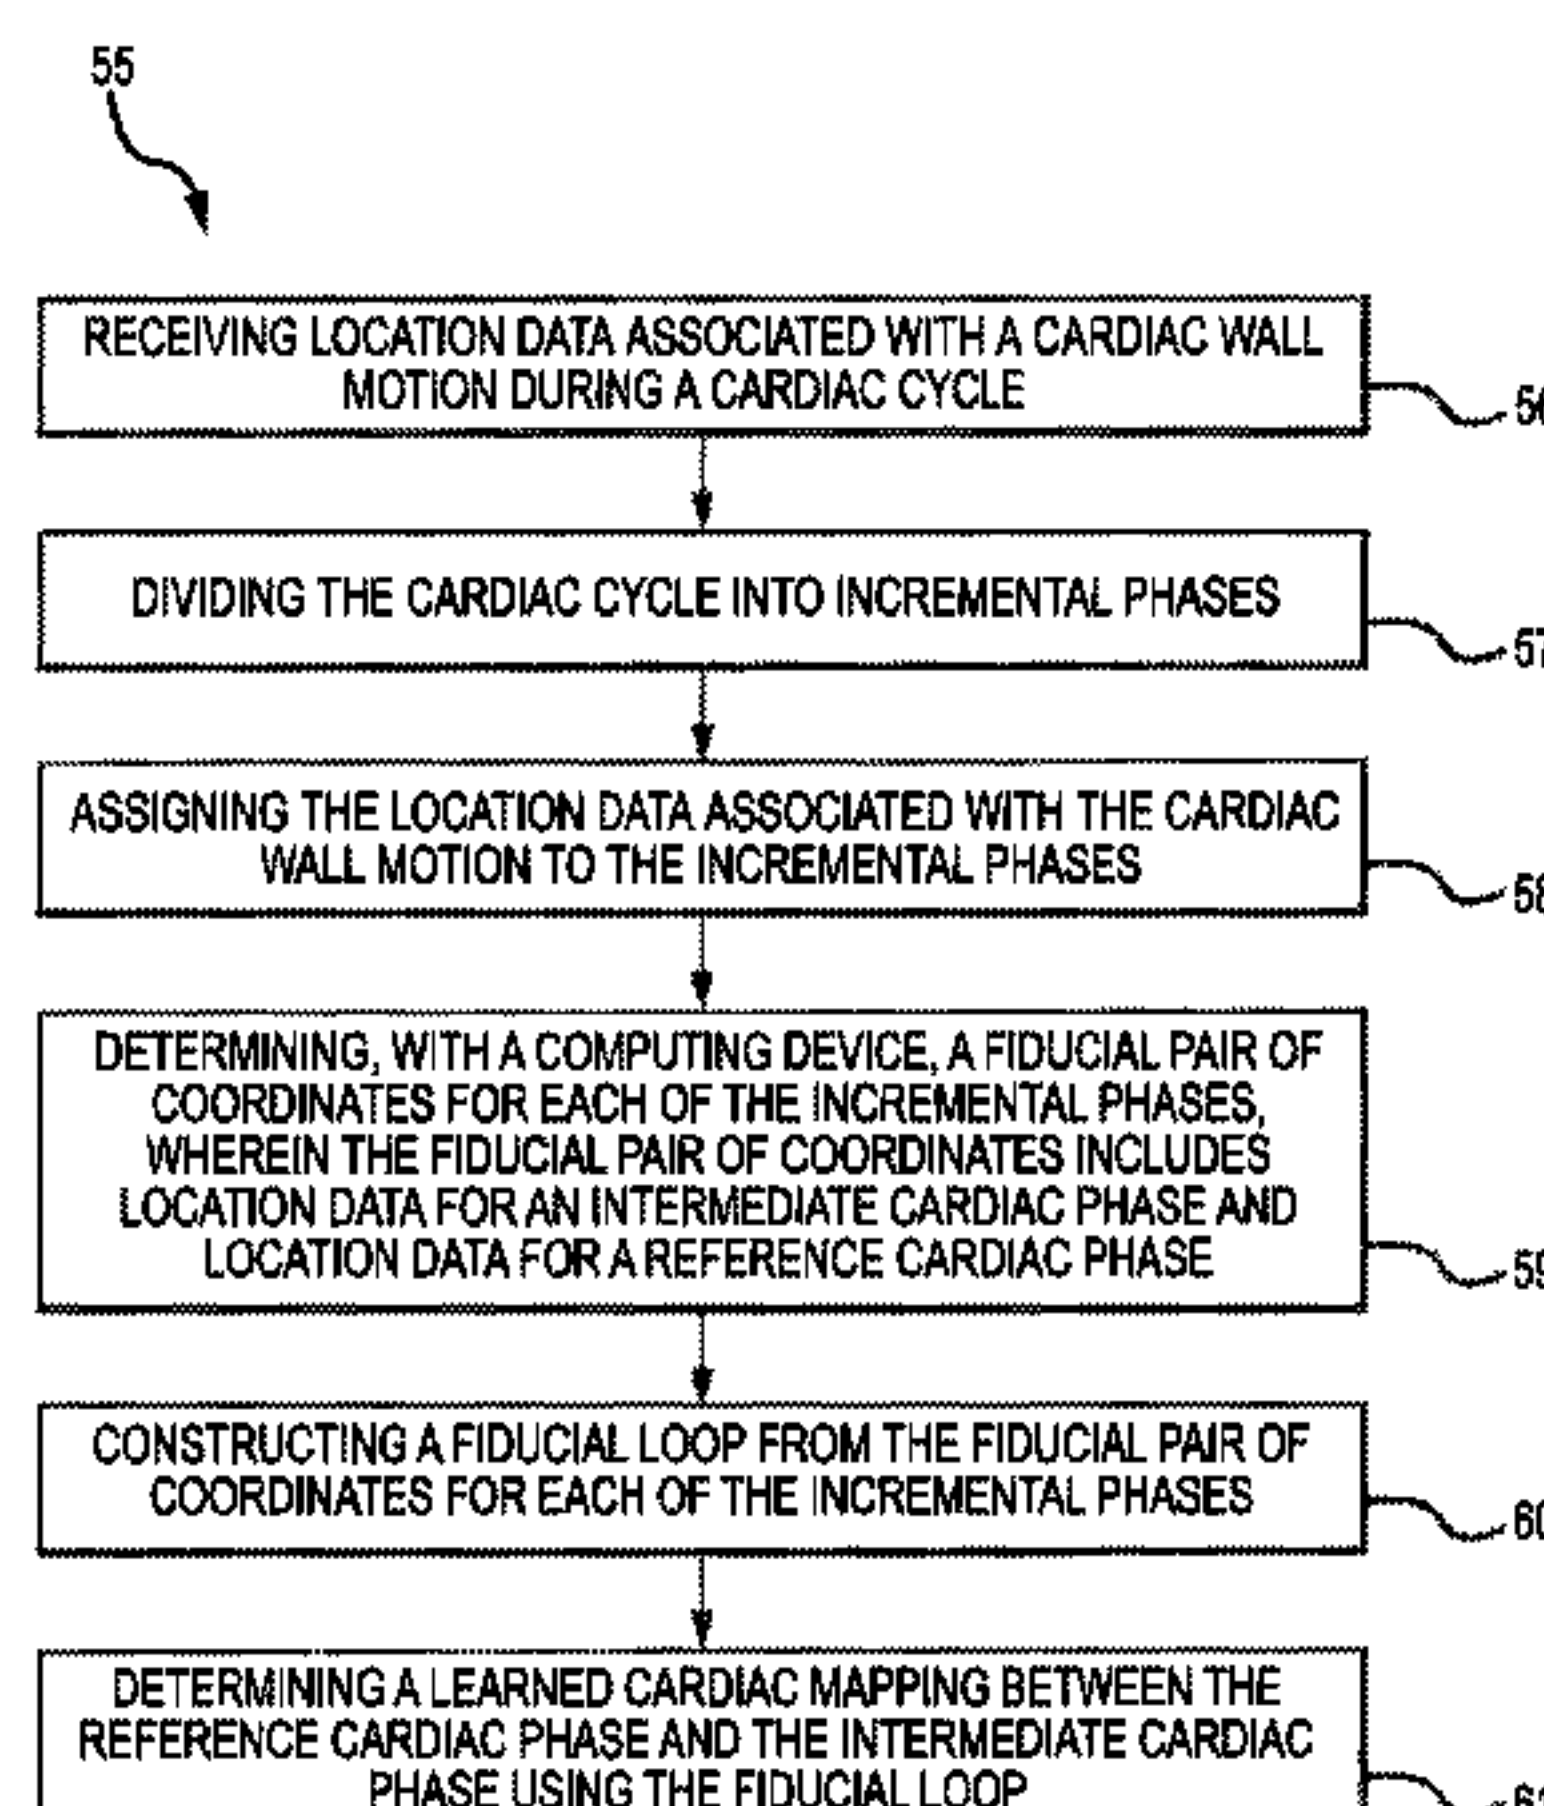 55
RECEIVING LOCATION DATA ASSOCIATED WITH A CARDIAC WALL
MOTION DURING A CARDIAC CYCLE
DIVIDING THE CARDIAC CYCLE INTO INCREMENTAL PHASES
57
ASSIGNING THE LOCATION DATA ASSOCIATED WITH THE CARDIAC
WALL MOTION TO THE INCREMENTAL PHASES
58
DETERMINING, WITH A COMPUTING DEVICE, A FIDUCIAL PAIR OF
COORDINATES FOR EACH OF THE INCREMENTAL PHASES,
WHEREIN THE FIDUCIAL PAIR OF COORDINATES INCLUDES
LOCATION DATA FOR AN INTERMEDIATE CARDIAC PHASE AND
LOCATION DATA FOR A REFERENCE CARDIAC PHASE
59
CONSTRUCTING A FIDUCIAL LOOP FROM THE FIDUCIAL PAIR OF
COORDINATES FOR EACH OF THE INCREMENTAL PHASES
60
DETERMINING A LEARNED CARDIAC MAPPING BETWEEN THE
REFERENCE CARDIAC PHASE AND THE INTERMEDIATE CARDIAC
PHASE USING THE FIDUCIAL LOOP